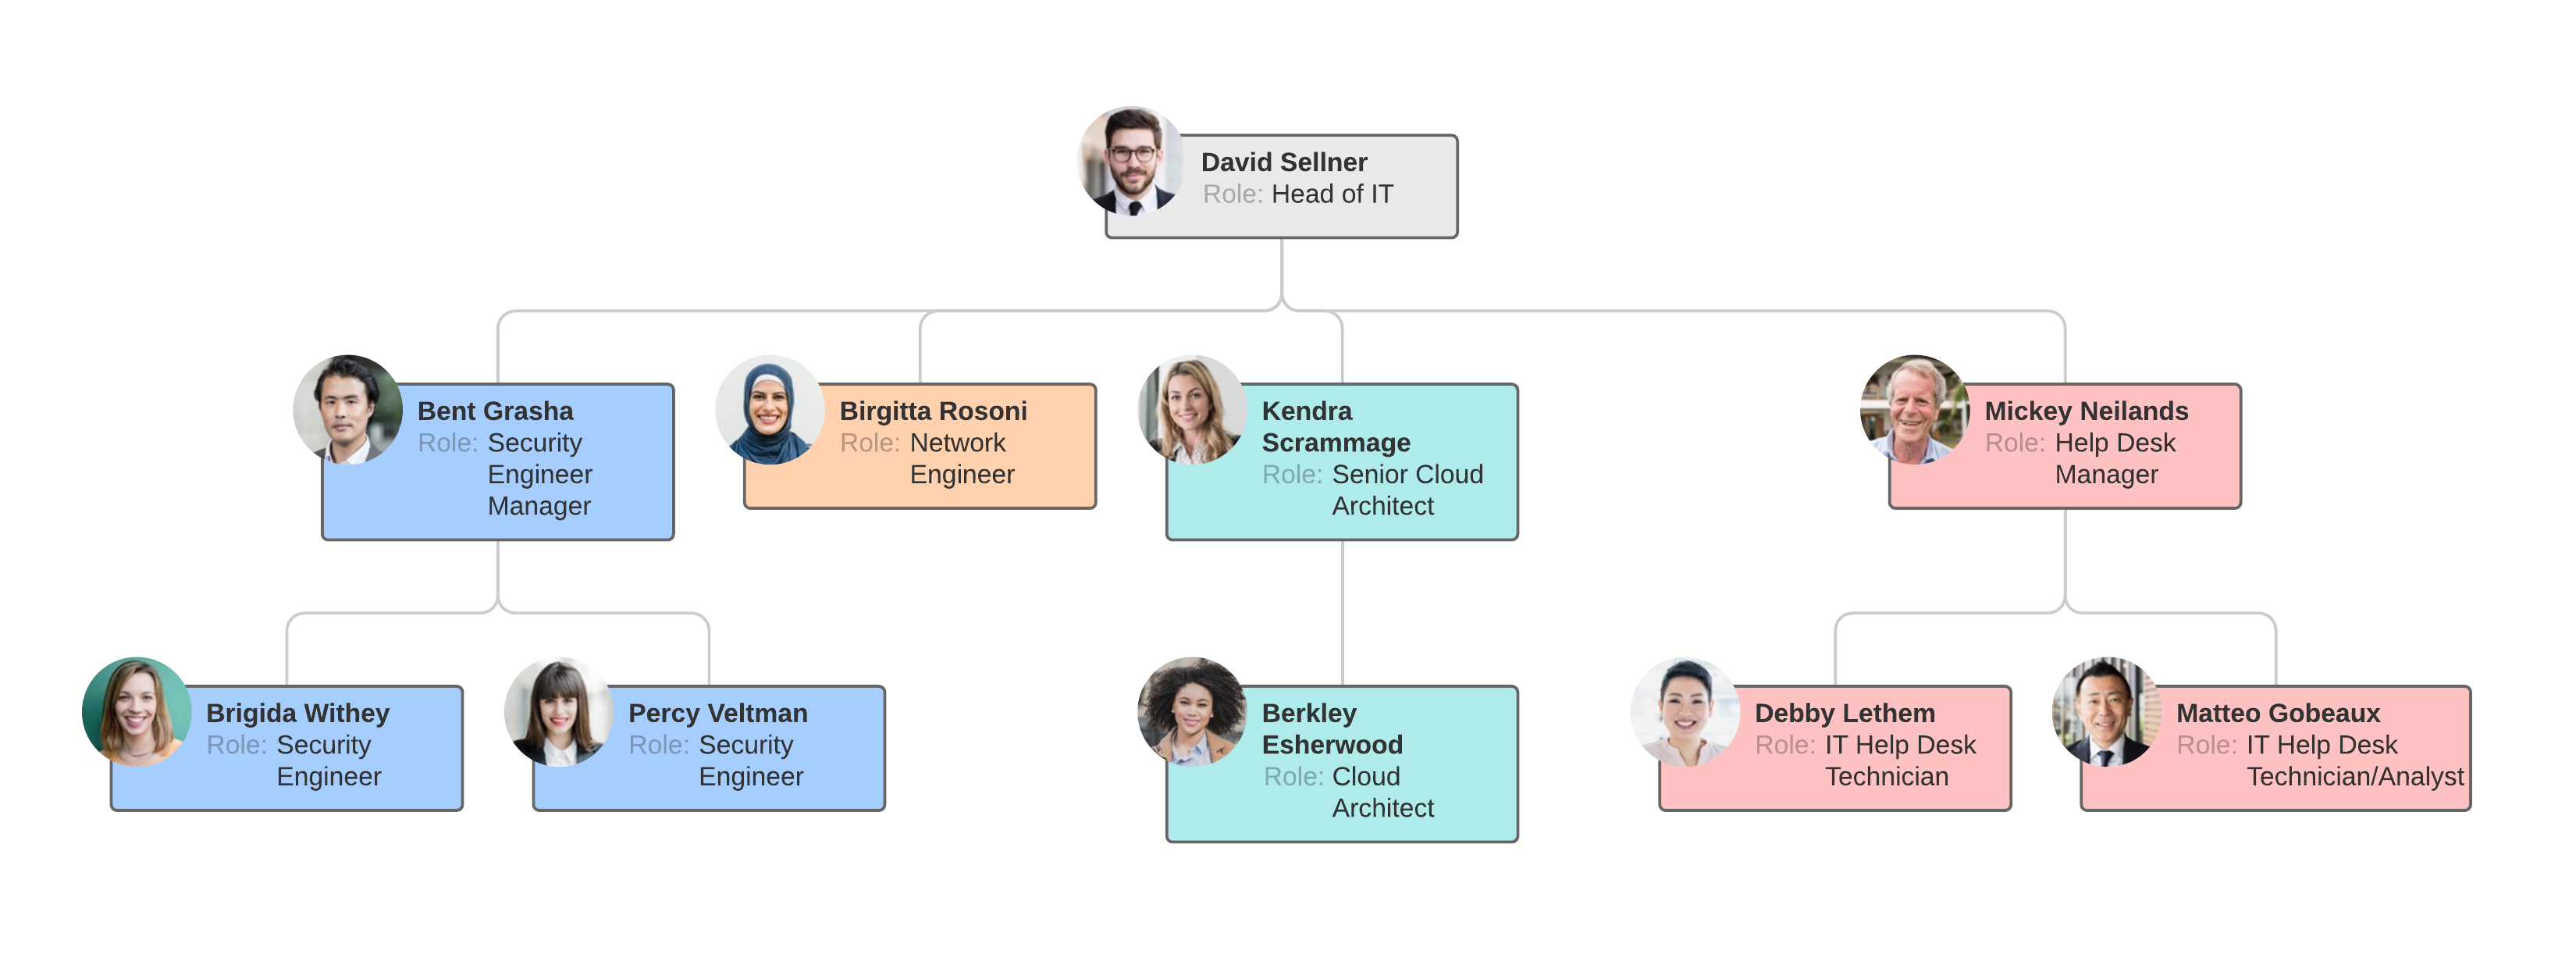 David Sellner
Role: Head of IT
Bent Grasha
Role: Security
Engineer
Manager
Birgitta Rosoni
Role: Network
Engineer
Kendra
Scrammage
Role: Senior Cloud
Architect
Mickey Neilands
Role: Help Desk
Manager
Brigida Withey
Role: Security
Engineer
Percy Veltman
Role: Security
Engineer
Berkley
Esherwood
Role: Cloud
Architect
Debby Lethem
Role: IT Help Desk
Technician
Matteo Gobeaux
Role: IT Help Desk
Technician/Analyst